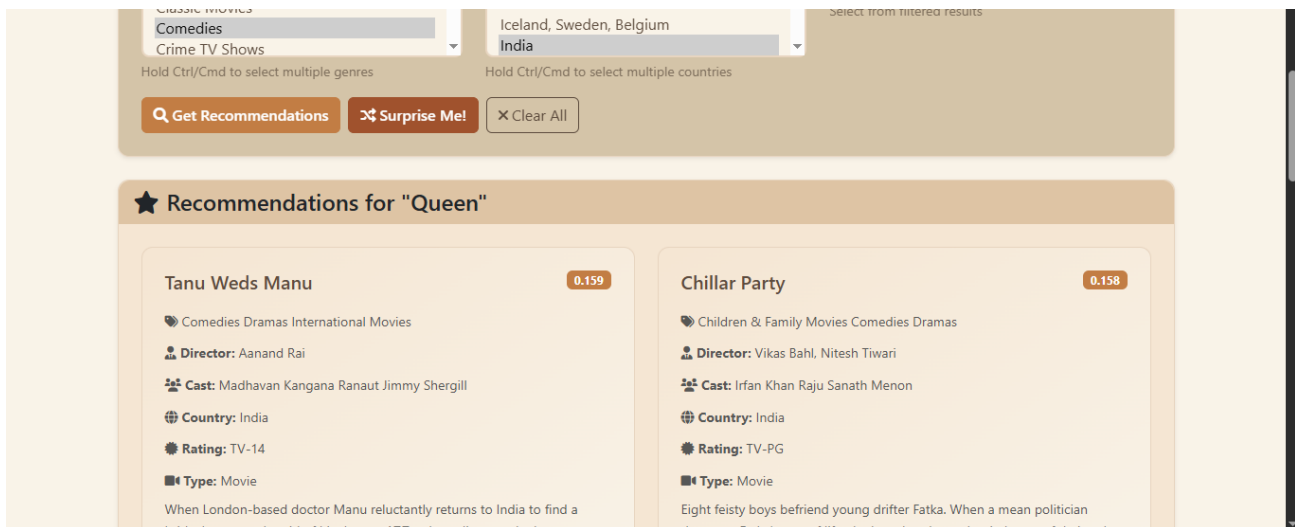 Classic Movies
Comedies
Crime TV Shows
Hold Ctrl/Cmd to select multiple genres
Iceland, Sweden, Belgium
India
Hold Ctrl/Cmd to select multiple countries
Select from filtered results
Get Recommendations
Surprise Me!
Clear All
Recommendations for "Queen"
Tanu Weds Manu
0.159
Comedies Dramas International Movies
Director: Aanand Rai
Cast: Madhavan Kangana Ranaut Jimmy Shergill
Country: India
Rating: TV-14
Type: Movie
When London-based doctor Manu reluctantly returns to India to find a
Chillar Party
0.158
Children & Family Movies Comedies Dramas
Director: Vikas Bahl, Nitesh Tiwari
Cast: Irfan Khan Raju Sanath Menon
Country: India
Rating: TV-PG
Type: Movie
Eight feisty boys befriend young drifter Fatka. When a mean politician